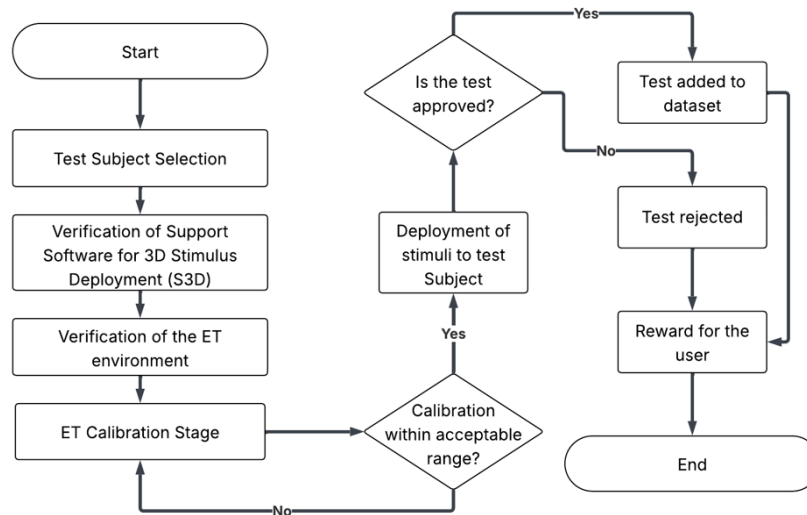 Start
Test Subject Selection
Verification of Support
Software for 3D Stimulus
Deployment (S3D)
Verification of the ET
environment
ET Calibration Stage
Calibration
within acceptable
range?
No
Yes
Deployment of
stimuli to test
Subject
Is the test
approved?
Yes
No
Test added to
dataset
Test rejected
Reward for the
user
End